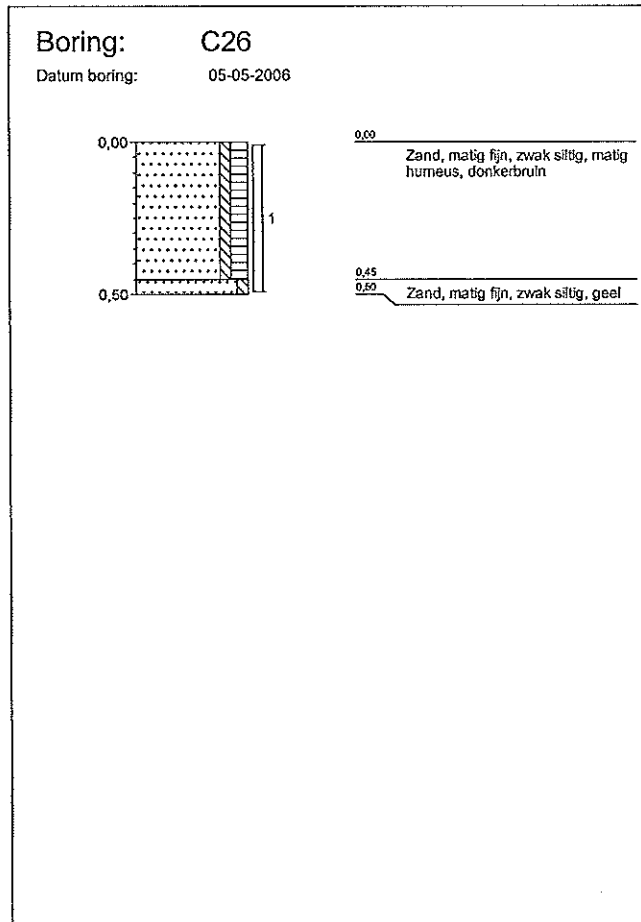 Boring: C26
Datum boring: 05-05-2006
0,00
0,50
1
0,00
Zand, matig fijn, zwak siltig, matig
humeus, donkerbruin
0,45
0,50
Zand, matig fijn, zwak siltig, geel